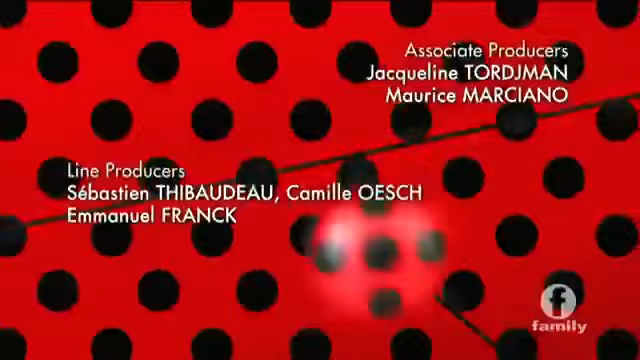 Associate Producers
Jacqueline TORDJMAN
Maurice MARCIANO
Line Producers
Sébastien THIBAUDEAU, Camille OESCH
Emmanuel FRANCK
f
family